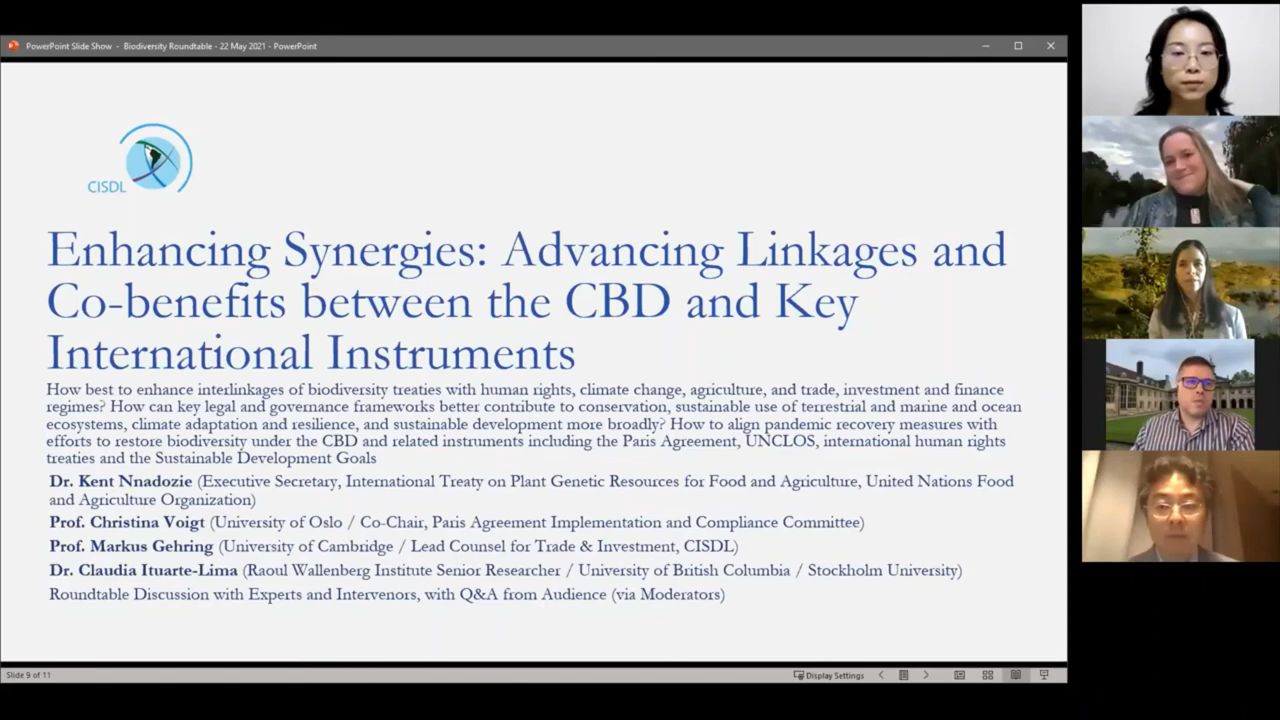 PowerPoint Slide Show - Biodiversity Roundtable - 22 May 2021 - PowerPoint
CISDL
Enhancing Synergies: Advancing Linkages and
Co-benefits between the CBD and Key
International Instruments
How best to enhance interlinkages of biodiversity treaties with human rights, climate change, agriculture, and trade, investment and finance
regimes? How can key legal and governance frameworks better contribute to conservation, sustainable use of terrestrial and marine and ocean
ecosystems, climate adaptation and resilience, and sustainable development more broadly? How to align pandemic recovery measures with
efforts to restore biodiversity under the CBD and related instruments including the Paris Agreement, UNCLOS, international human rights
treaties and the Sustainable Development Goals
Dr. Kent Nnadozie (Executive Secretary, International Treaty on Plant Genetic Resources for Food and Agriculture, United Nations Food
and Agriculture Organization)
Prof. Christina Voigt (University of Oslo / Co-Chair, Paris Agreement Implementation and Compliance Committee)
Prof. Markus Gehring (University of Cambridge / Lead Counsel for Trade & Investment, CISDL)
Dr. Claudia Ituarte-Lima (Raoul Wallenberg Institute Senior Researcher / University of British Columbia / Stockholm University)
Roundtable Discussion with Experts and Intervenors, with Q&A from Audience (via Moderators)
Slide 9 of 11
Display Settings